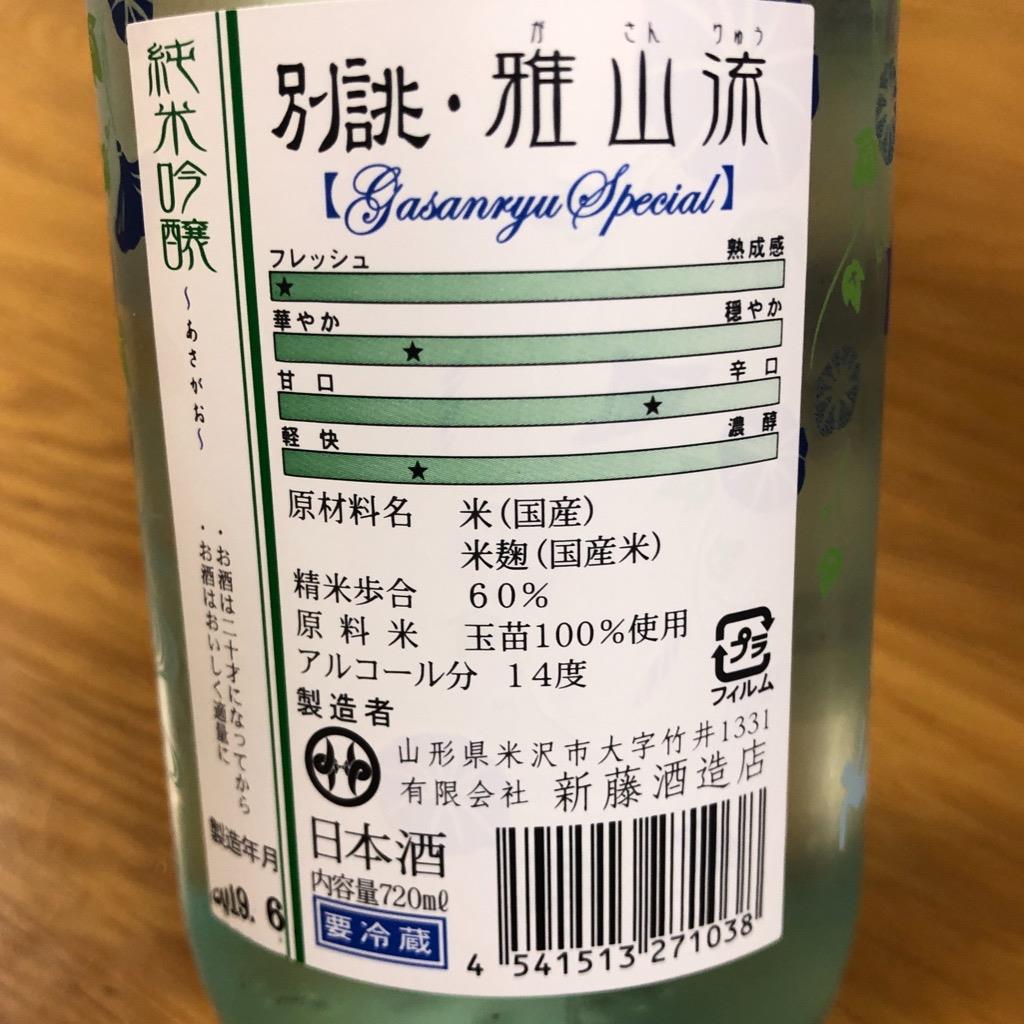 純米吟醸
～あさがお～
・お酒は二十才になってから
・お酒はおいしく適量に
製造年月
2019. 6
が さん りゅう
別誂・雅山流
【Gasanryu Special】
フレッシュ 熟成感
★
華やか 穏やか
★
甘口 辛口
★
軽快 濃醇
★
原材料名 米(国産)
米麹(国産米)
精米歩合 60%
原料米 玉苗100%使用
アルコール分 14度
プラ
フィルム
製造者
山形県米沢市大字竹井1331
有限会社 新藤酒造店
日本酒
内容量720mℓ
要冷蔵
4 541513 271038